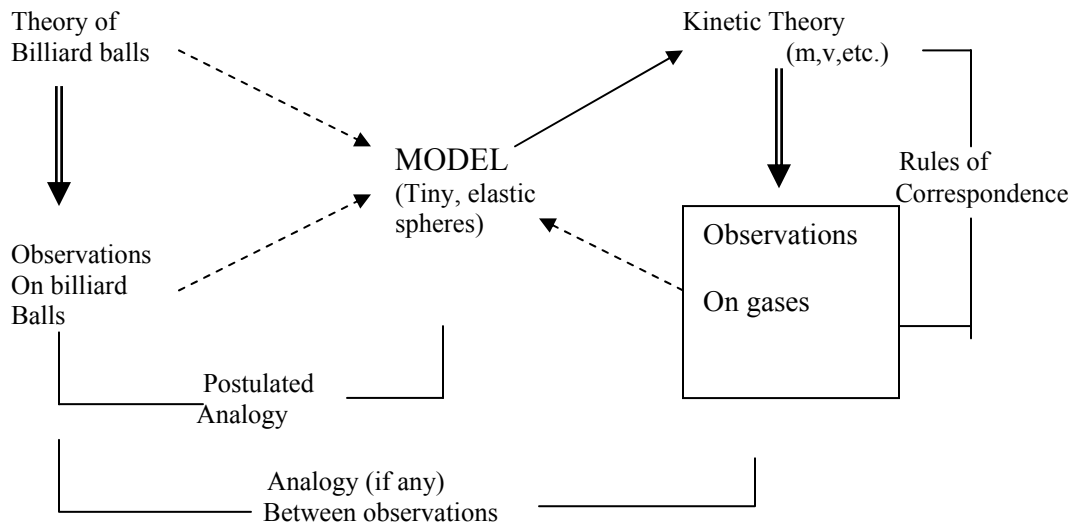 Theory of
Billiard balls
Kinetic Theory
(m,v,etc.)
MODEL
(Tiny, elastic
spheres)
Rules of
Correspondence
Observations
On gases
Observations
On billiard
Balls
Postulated
Analogy
Analogy (if any)
Between observations